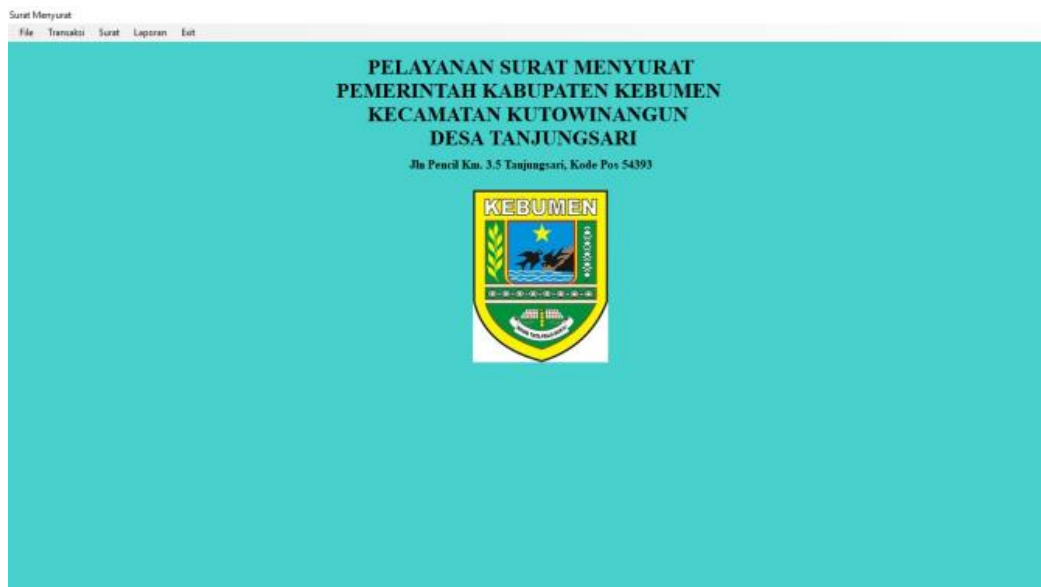 Surat Menyurat
File Transaksi Surat Laporan Exit
PELAYANAN SURAT MENYURAT
PEMERINTAH KABUPATEN KEBUMEN
KECAMATAN KUTOWINANGUN
DESA TANJUNGSARI
Jln Pencil Km. 3.5 Tanjungsari, Kode Pos 54393
KEBUMEN